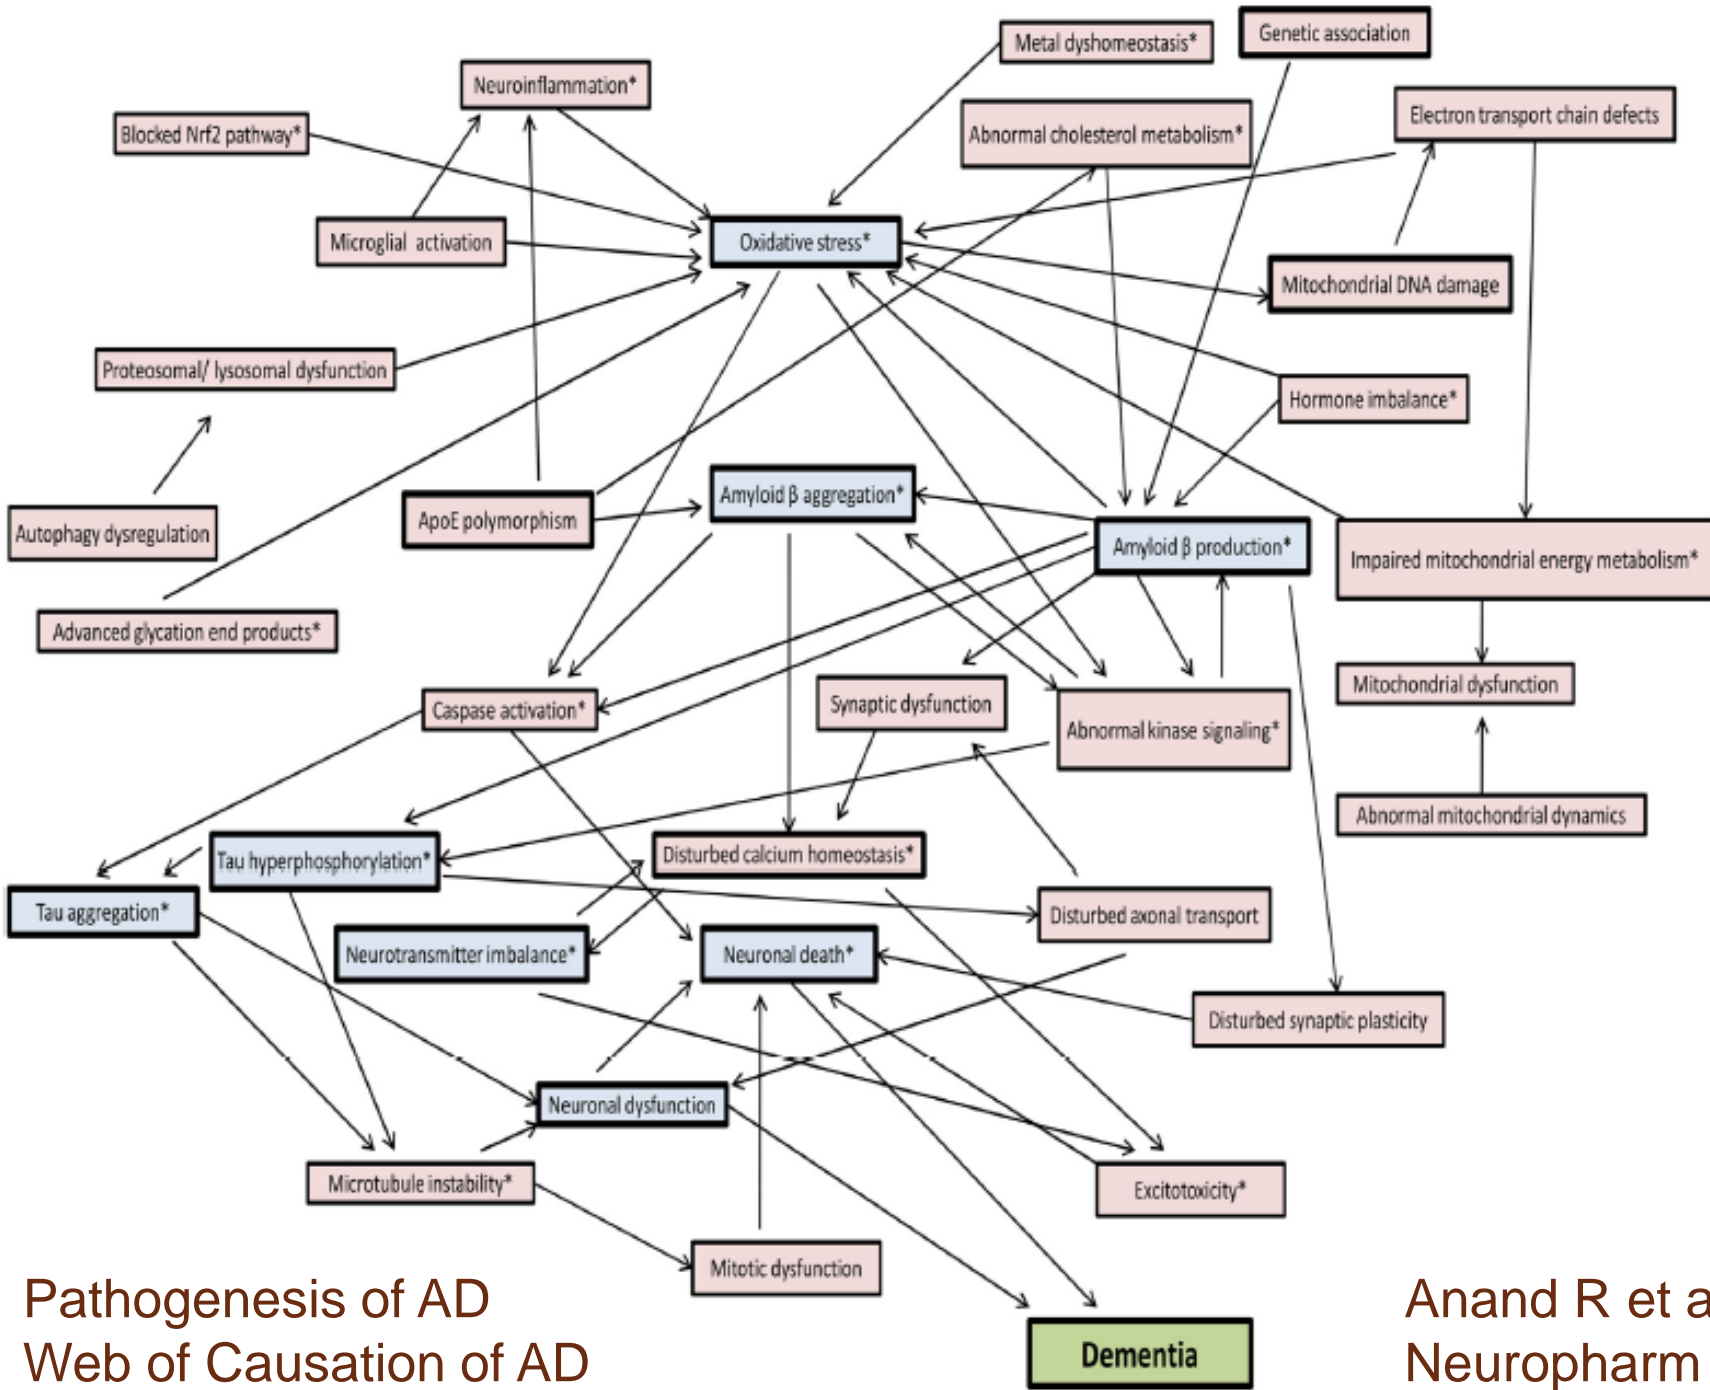 Metal dyshomeostasis*
Genetic association
Neuroinflammation*
Electron transport chain defects
Blocked Nrf2 pathway*
Abnormal cholesterol metabolism*
Microglial activation
Oxidative stress*
Mitochondrial DNA damage
Proteosomal/ lysosomal dysfunction
Hormone imbalance*
Amyloid β aggregation*
ApoE polymorphism
Autophagy dysregulation
Amyloid β production*
Impaired mitochondrial energy metabolism*
Advanced glycation end products*
Mitochondrial dysfunction
Caspase activation*
Synaptic dysfunction
Abnormal kinase signaling*
Abnormal mitochondrial dynamics
Tau hyperphosphorylation*
Disturbed calcium homeostasis*
Tau aggregation*
Disturbed axonal transport
Neurotransmitter imbalance*
Neuronal death*
Disturbed synaptic plasticity
Neuronal dysfunction
Microtubule instability*
Excitotoxicity*
Mitotic dysfunction
Pathogenesis of AD
Web of Causation of AD
Dementia
Anand R et a
Neuropharm